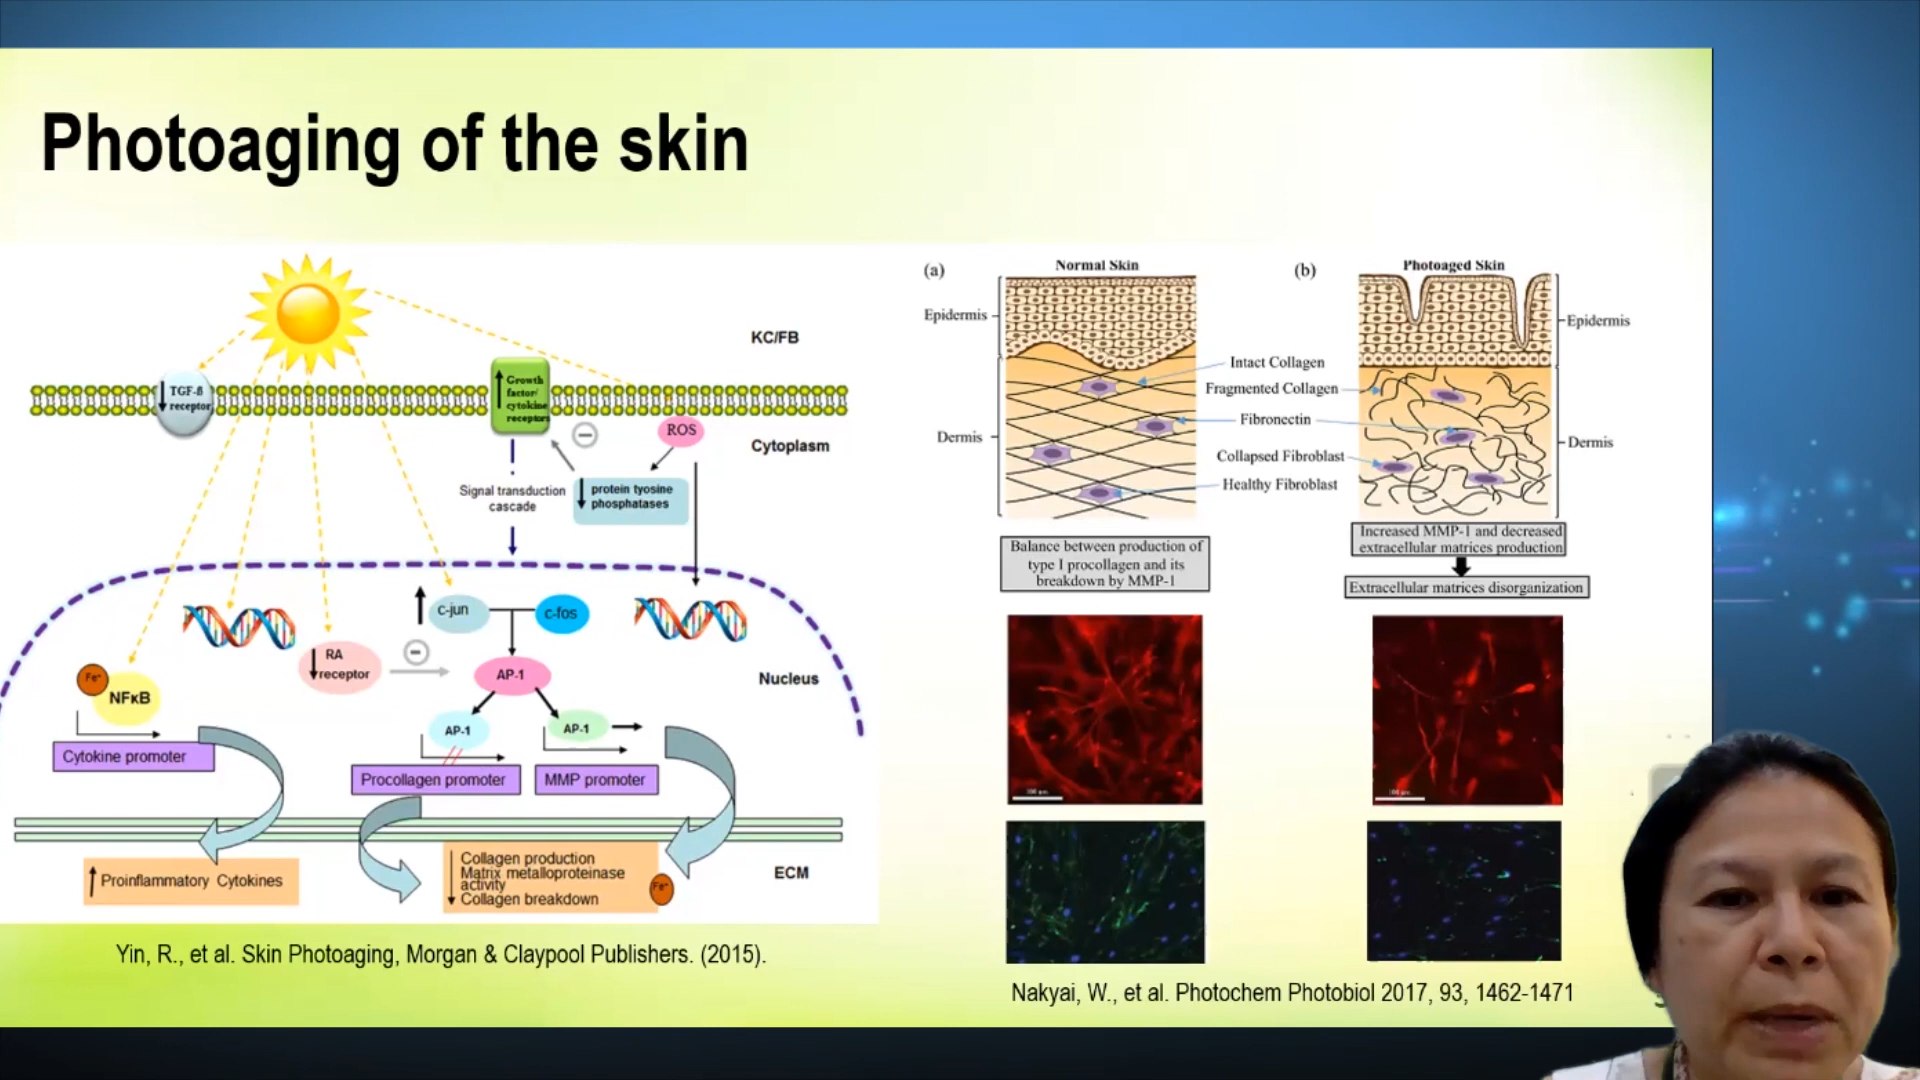 Photoaging of the skin
KC/FB
TGF-ß
receptor
Growth
factor/
cytokine
receptors
ROS
Cytoplasm
Signal transduction
cascade
protein tyosine
phosphatases
c-jun
c-fos
RA
receptor
AP-1
Nucleus
Fe+
NFκB
AP-1
AP-1
Cytokine promoter
Procollagen promoter
MMP promoter
Proinflammatory Cytokines
Collagen production
Matrix metalloproteinase
activity
Collagen breakdown
ECM
Yin, R., et al. Skin Photoaging, Morgan & Claypool Publishers. (2015).
(a)
Normal Skin
(b)
Photoaged Skin
Epidermis
Epidermis
Intact Collagen
Fragmented Collagen
Fibronectin
Dermis
Dermis
Collapsed Fibroblast
Healthy Fibroblast
Balance between production of
type I procollagen and its
breakdown by MMP-1
Increased MMP-1 and decreased
extracellular matrices production
Extracellular matrices disorganization
Nakyai, W., et al. Photochem Photobiol 2017, 93, 1462-1471